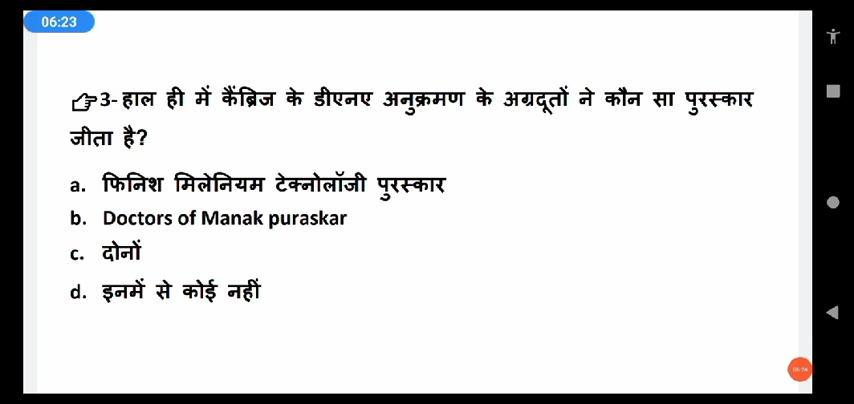 06:23
3- हाल ही में कैंब्रिज के डीएनए अनुक्रमण के अग्रदूतों ने कौन सा पुरस्कार
जीता है?
a. फिनिश मिलेनियम टेक्नोलॉजी पुरस्कार
b. Doctors of Manak puraskar
c. दोनों
d. इनमें से कोई नहीं